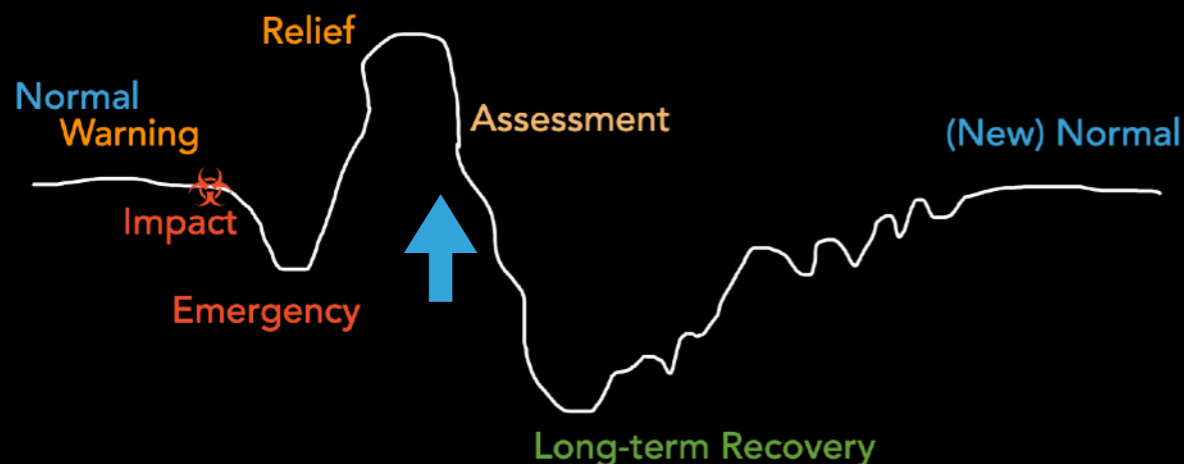 Relief
Normal
Warning
Assessment
(New) Normal
Impact
Emergency
Long-term Recovery